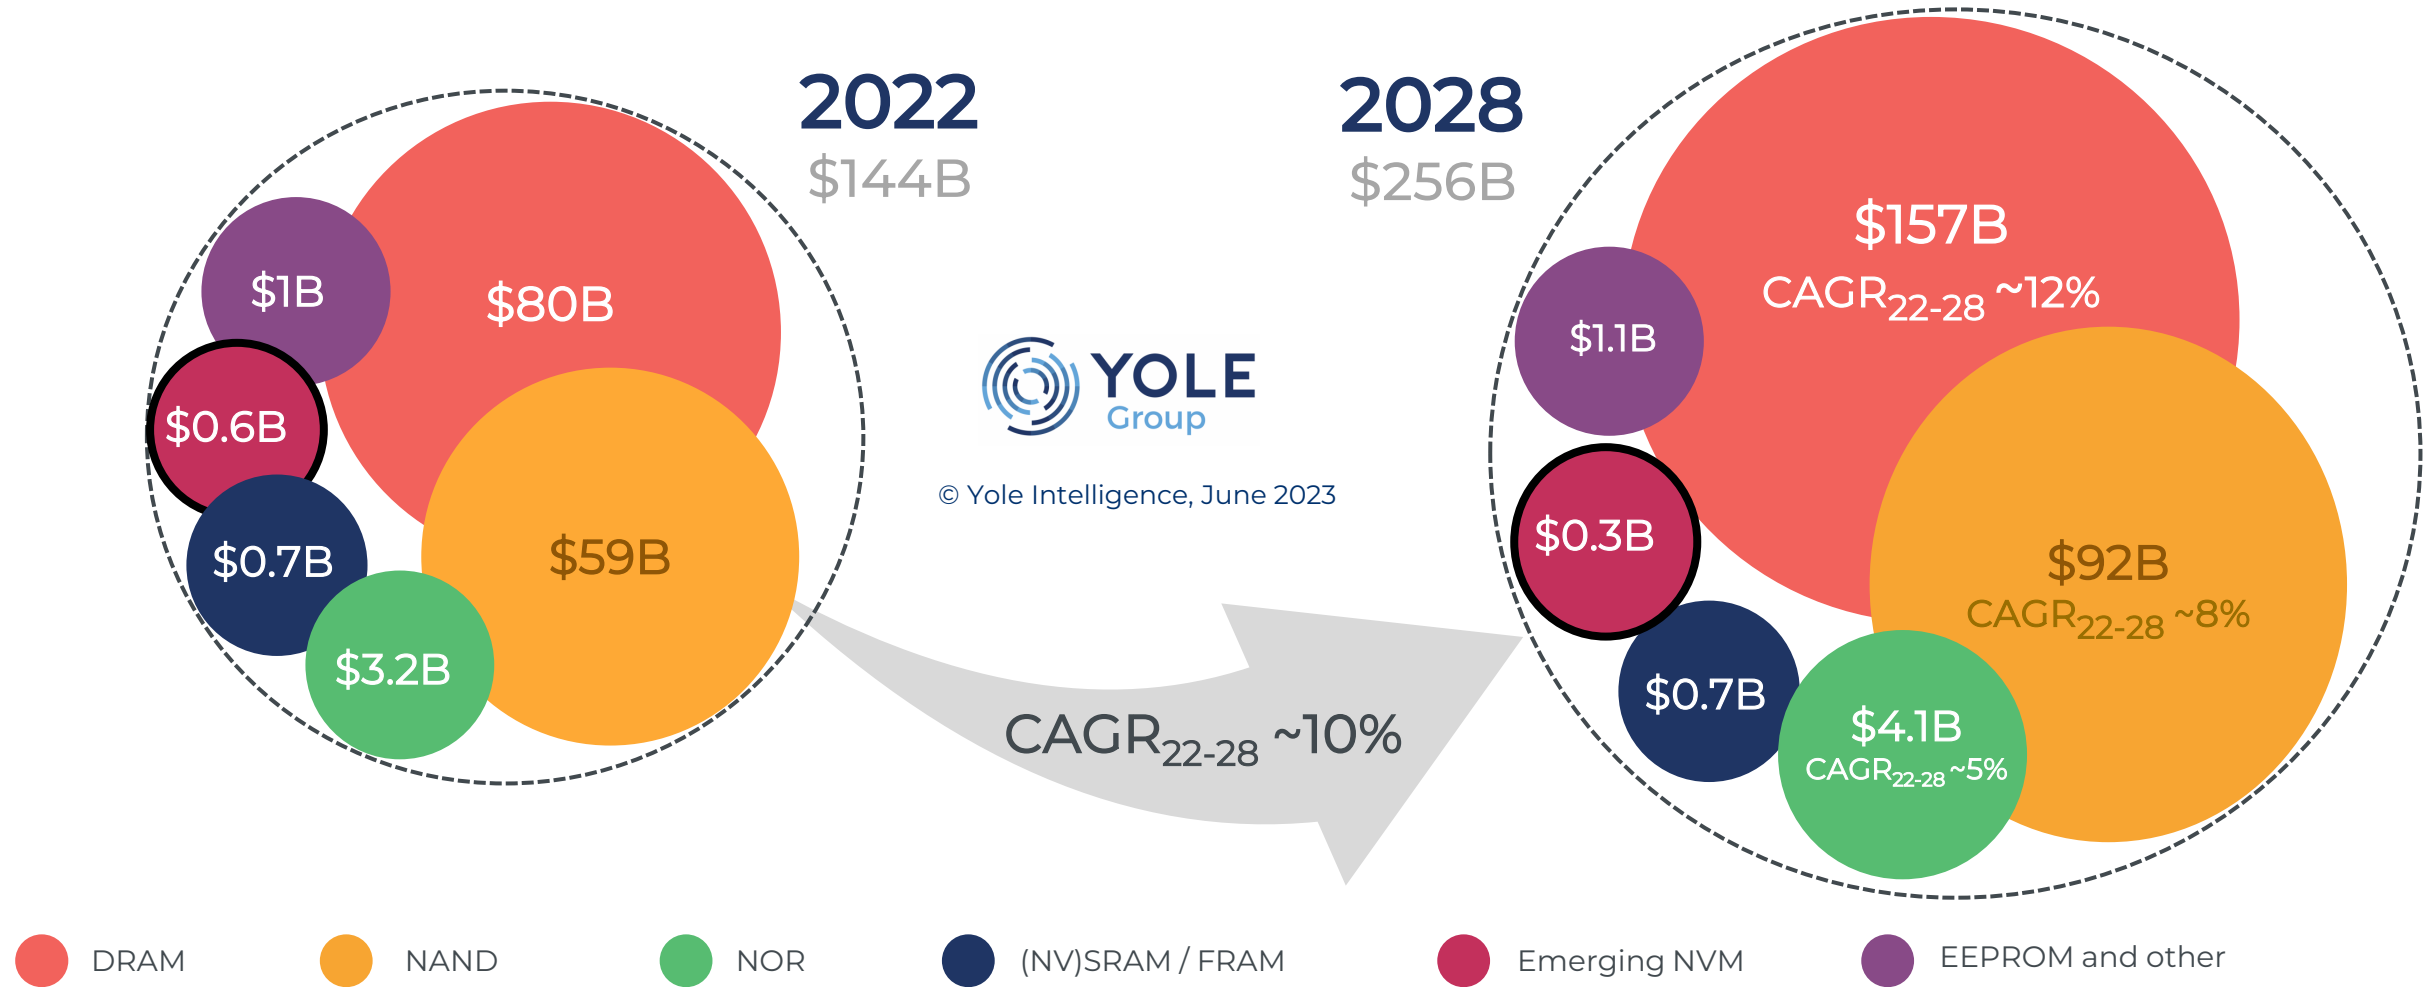 2022
$144B
$80B
$1B
$0.6B
$0.7B
$3.2B
$59B
YOLE
Group
© Yole Intelligence, June 2023
CAGR22-28 ~10%
2028
$256B
$157B
CAGR22-28 ~12%
$1.1B
$0.3B
$0.7B
$4.1B
CAGR22-28 ~5%
$92B
CAGR22-28 ~8%
DRAM
NAND
NOR
(NV)SRAM / FRAM
Emerging NVM
EEPROM and other